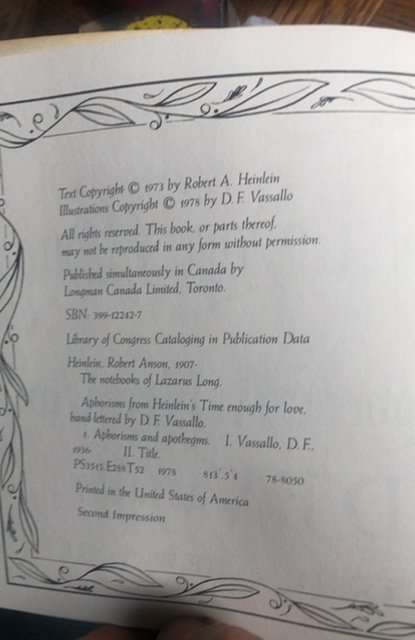 Text Copyright © 1973 by Robert A. Heinlein
Illustrations Copyright © 1978 by D.F. Vassallo
All rights reserved. This book, or parts thereof,
may not be reproduced in any form without permission.
Published simultaneously in Canada by
Longman Canada Limited, Toronto.
SBN: 399-12242-7
Library of Congress Cataloging in Publication Data
Heinlein, Robert Anson, 1907-
The notebooks of Lazarus Long.
Aphorisms from Heinlein's Time enough for love,
hand-lettered by D.F. Vassallo.
1. Aphorisms and apothegms. I. Vassallo, D.F.,
1936- II. Title.
PS3515.E288T52 1978 813'.5'4 78-8050
Printed in the United States of America
Second Impression